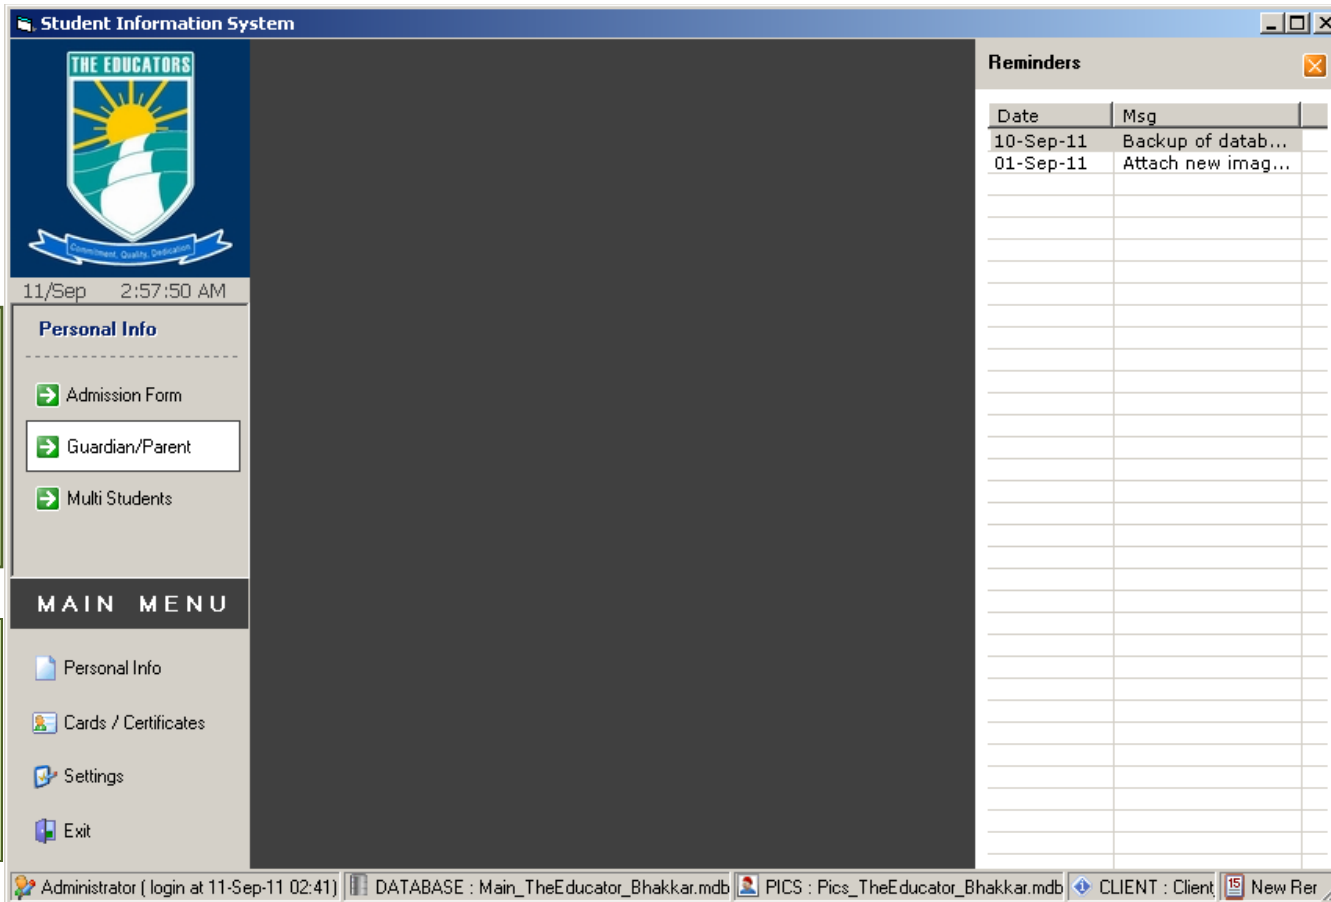 Student Information System
THE EDUCATORS
Commitment, Quality, Dedication
11/Sep 2:57:50 AM
Personal Info
Admission Form
Guardian/Parent
Multi Students
MAIN MENU
Personal Info
Cards / Certificates
Settings
Exit
Reminders
Date Msg
10-Sep-11 Backup of datab...
01-Sep-11 Attach new imag...
Administrator ( login at 11-Sep-11 02:41) DATABASE : Main_TheEducator_Bhakkar.mdb PICS : Pics_TheEducator_Bhakkar.mdb CLIENT : Client 15 New Rer